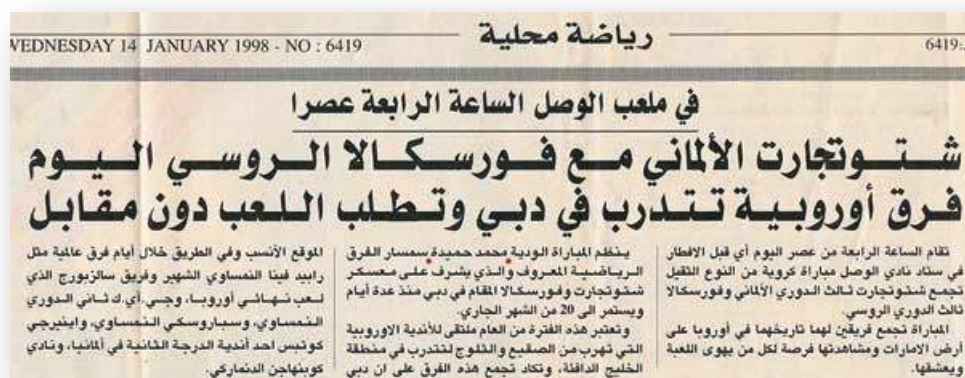 WEDNESDAY 14 JANUARY 1998 - NO : 6419
رياضة محلية
6419:
في ملعب الوصل الساعة الرابعة عصرا
شتوتجارت الألماني مع فورسكالا الروسي اليوم
فرق أوروبية تتدرب في دبي وتطلب اللعب دون مقابل
تقام الساعة الرابعة من عصر اليوم أي قبل الافطار
في ستاد نادي الوصل مباراة كروية من النوع الثقيل
تجمع شتوتجارت ثالث الدوري الألماني وفورسكالا
ثالث الدوري الروسي.
المباراة تجمع فريقين لهما تاريخهما في أوروبا على
أرض الامارات ومشاهدتها فرصة لكل من يهوى اللعبة
ويعشقها.
ينظم المباراة الودية محمد حميدة سمسار الفرق
الرياضية المعروف والذي يشرف على معسكر
شتوتجارت وفورسكالا المقام في دبي منذ عدة أيام
ويستمر الى 20 من الشهر الجاري.
وتعتبر هذه الفترة من العام ملتقى للأندية الاوروبية
التي تهرب من الصقيع والثلوج لتتدرب في منطقة
الخليج الدافئة، وتكاد تجمع هذه الفرق على ان دبي
الموقع الأنسب وفي الطريق خلال أيام فرق عالمية مثل
رابيد فينا النمساوي الشهير وفريق سالزبورج الذي
لعب نهائي أوروبا، وجي.أي.ك ثاني الدوري
النمساوي، وسباروسكي النمساوي، واينيرجي
كوتبس احد أندية الدرجة الثانية في ألمانيا، ونادي
كوبنهاجن الدنماركي.